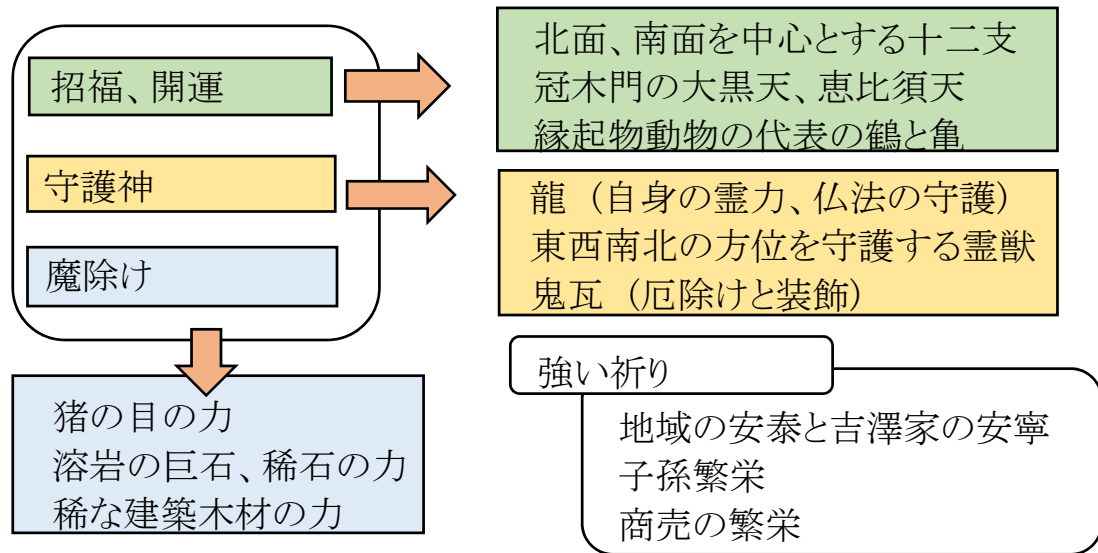 招福、開運
北面、南面を中心とする十二支
冠木門の大黒天、恵比須天
縁起物動物の代表の鶴と亀
守護神
龍（自身の霊力、仏法の守護）
東西南北の方位を守護する霊獣
鬼瓦（厄除けと装飾）
魔除け
猪の目の力
溶岩の巨石、稀石の力
稀な建築木材の力
強い祈り
地域の安泰と吉澤家の安寧
子孫繁栄
商売の繁栄